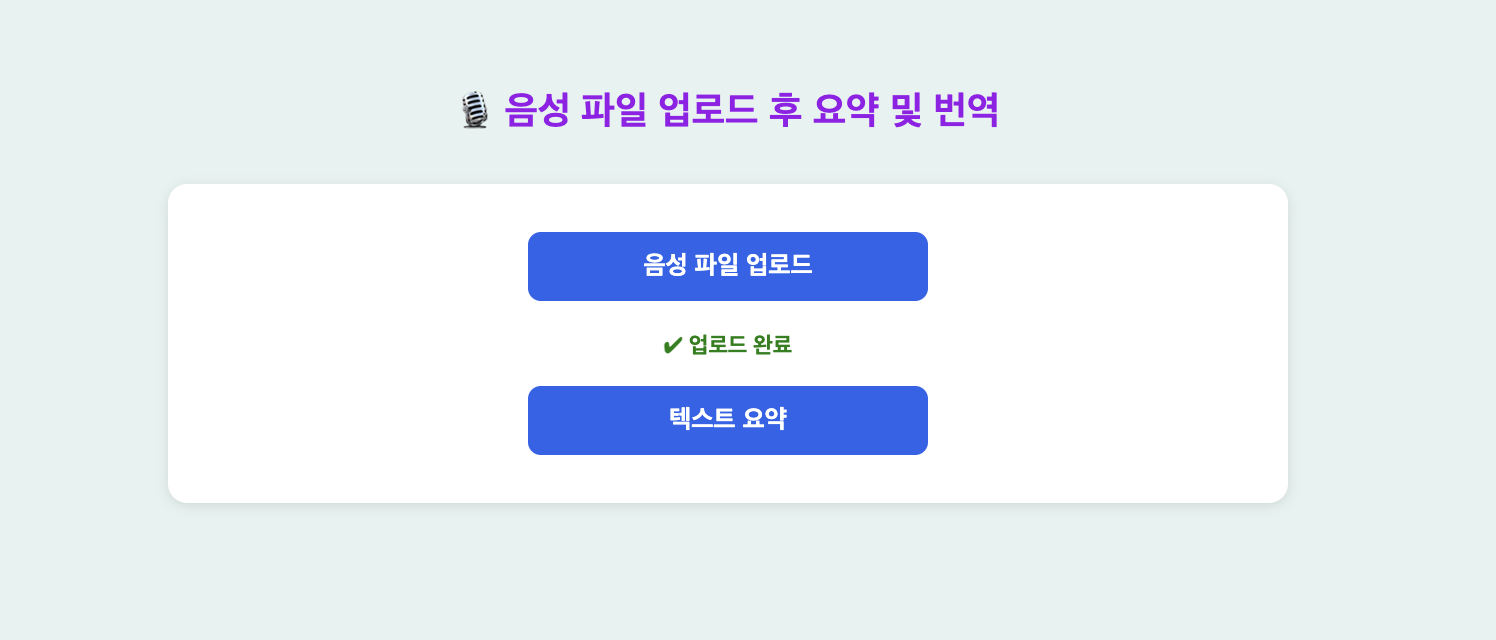 🎙️ 음성 파일 업로드 후 요약 및 번역
음성 파일 업로드
✔ 업로드 완료
텍스트 요약